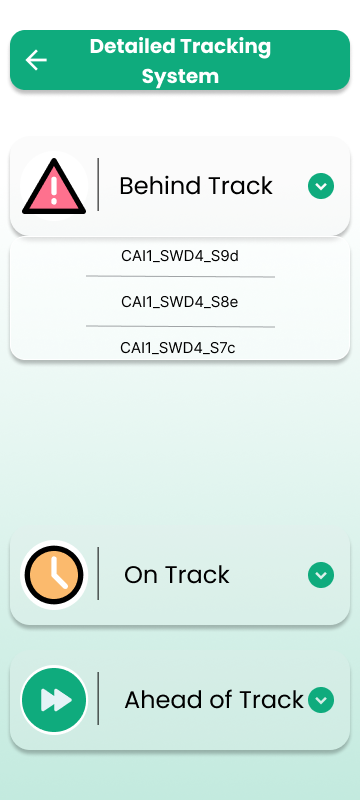 Detailed Tracking
System
Behind Track
CAI1_SWD4_S9d
CAI1_SWD4_S8e
CAI1_SWD4_S7c
On Track
Ahead of Track